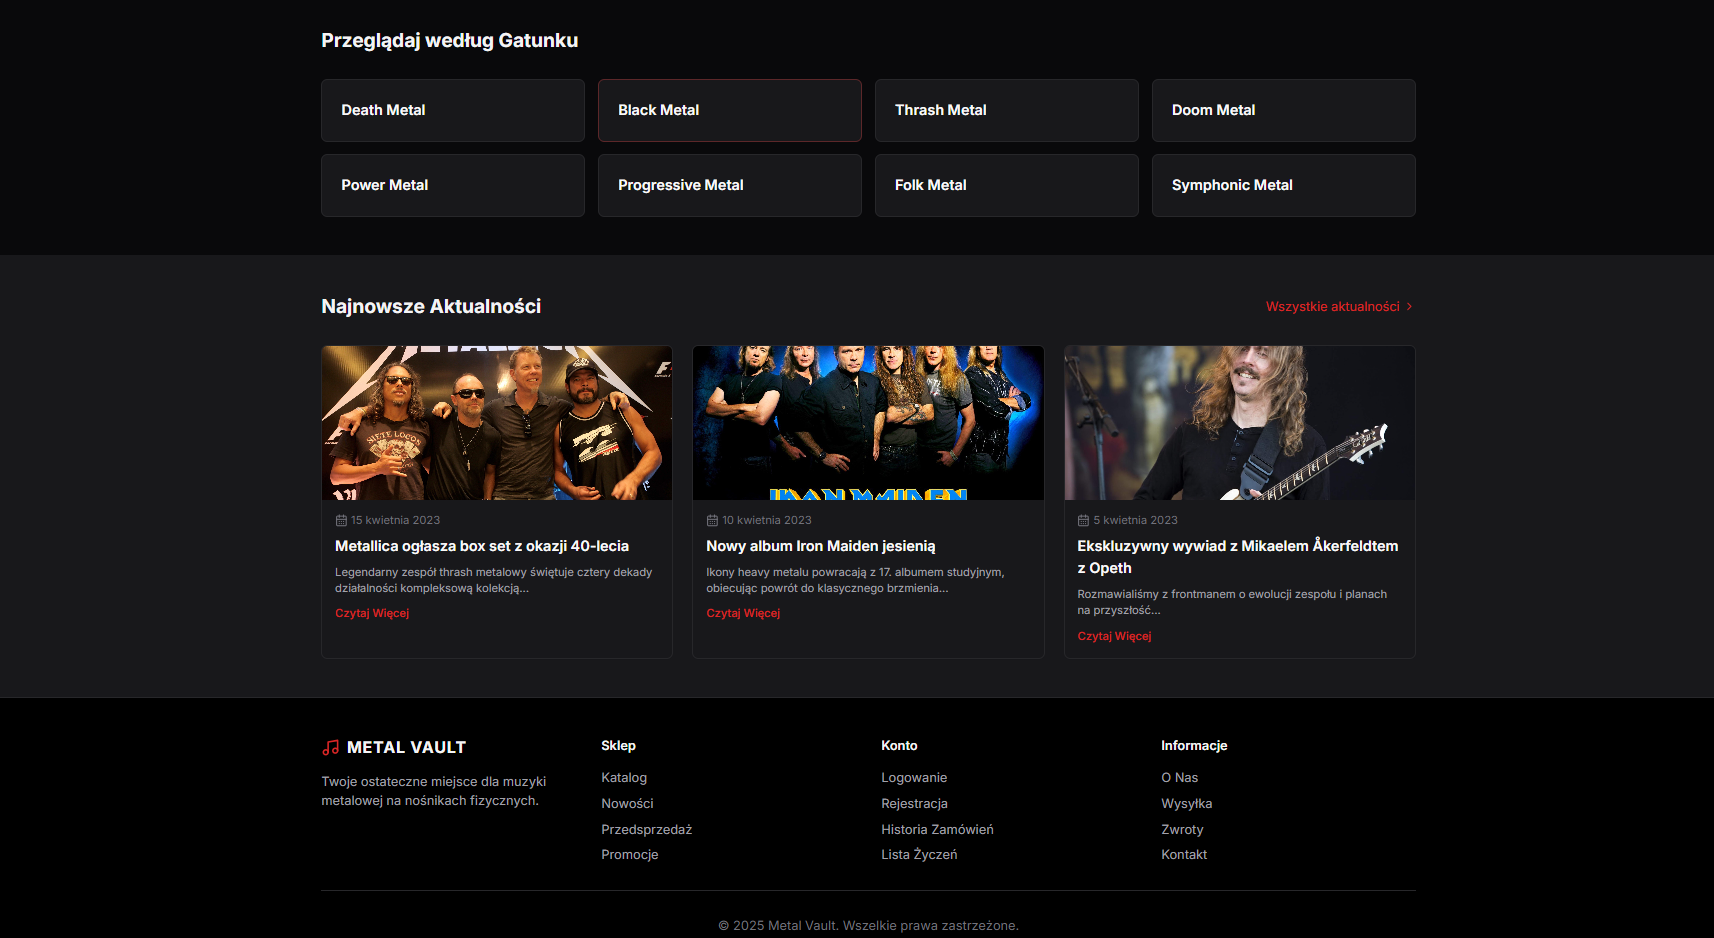 Przeglądaj według Gatunku
Death Metal
Black Metal
Thrash Metal
Doom Metal
Power Metal
Progressive Metal
Folk Metal
Symphonic Metal
Najnowsze Aktualności
Wszystkie aktualności
SIETE LOCOS
IRON MAIDEN
15 kwietnia 2023
Metallica ogłasza box set z okazji 40-lecia
Legendarny zespół thrash metalowy świętuje cztery dekady
działalności kompleksową kolekcją...
Czytaj Więcej
10 kwietnia 2023
Nowy album Iron Maiden jesienią
Ikony heavy metalu powracają z 17. albumem studyjnym,
obiecując powrót do klasycznego brzmienia...
Czytaj Więcej
5 kwietnia 2023
Ekskluzywny wywiad z Mikaelem Åkerfeldtem
z Opeth
Rozmawialiśmy z frontmanem o ewolucji zespołu i planach
na przyszłość...
Czytaj Więcej
METAL VAULT
Twoje ostateczne miejsce dla muzyki
metalowej na nośnikach fizycznych.
Sklep
Katalog
Nowości
Przedsprzedaż
Promocje
Konto
Logowanie
Rejestracja
Historia Zamówień
Lista Życzeń
Informacje
O Nas
Wysyłka
Zwroty
Kontakt
© 2025 Metal Vault. Wszelkie prawa zastrzeżone.